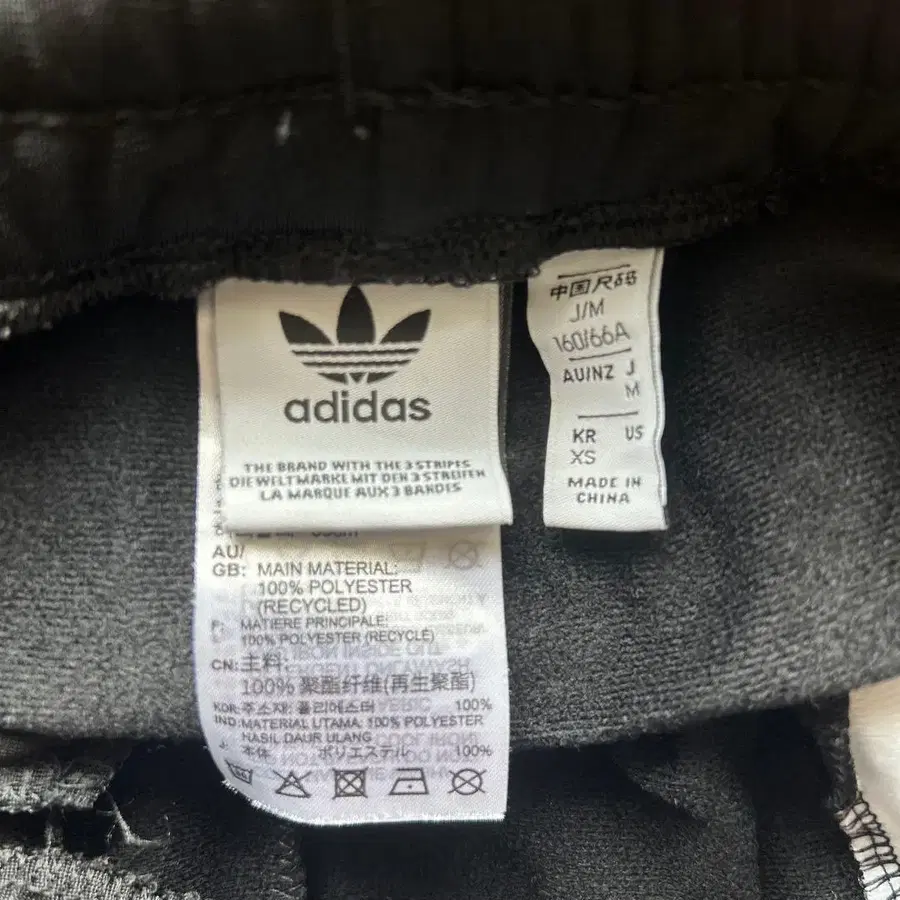 adidas
THE BRAND WITH THE 3 STRIPES
DIE WELTMARKE MIT DEN 3 STREIFEN
LA MARQUE AUX 3 BANDES
AU/
GB: MAIN MATERIAL:
100% POLYESTER
(RECYCLED)
F: MATIERE PRINCIPALE:
100% POLYESTER (RECYCLÉ)
CN: 主料:
100% 聚酯纤维(再生聚酯)
KOR: 주소재: 폴리에스터 100%
IND: MATERIAL UTAMA: 100% POLYESTER
HASIL DAUR ULANG
J: 本体 ポリエステル 100%
中国尺码
J/M
160/66A
AU/NZ J
M
KR US
XS
MADE IN
CHINA